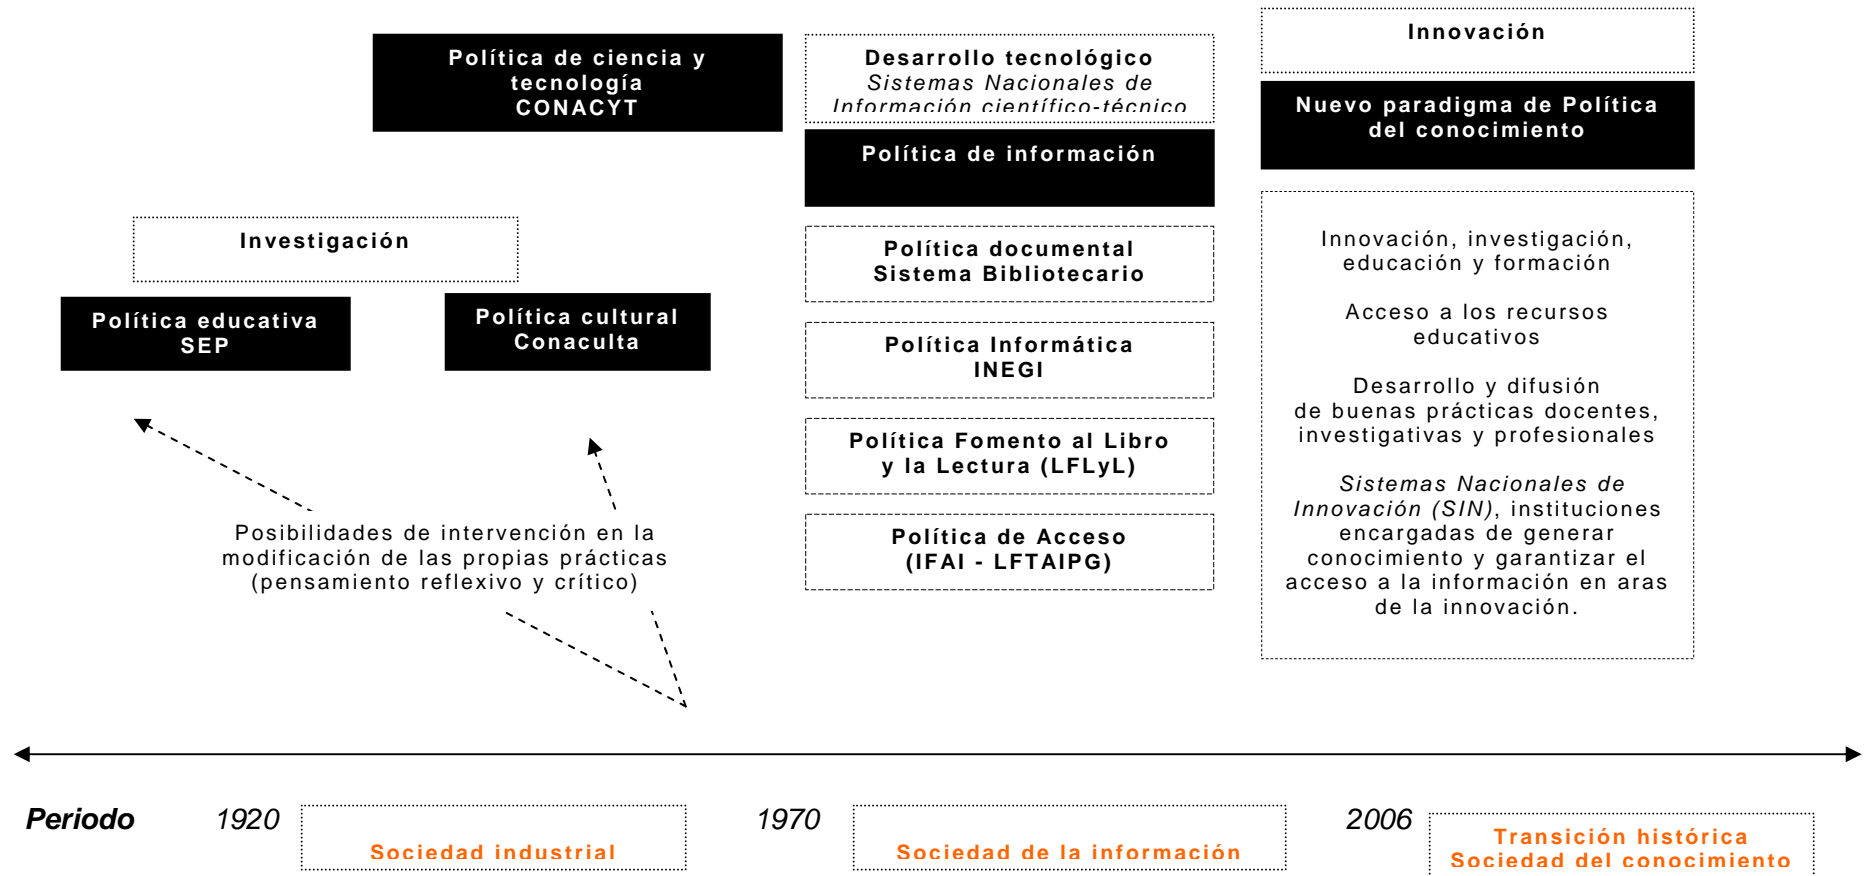 Política de ciencia y
tecnología
CONACYT
Desarrollo tecnológico
Sistemas Nacionales de
Información científico-técnico
Política de información
Innovación
Nuevo paradigma de Política
del conocimiento
Investigación
Política educativa
SEP
Política cultural
Conaculta
Política documental
Sistema Bibliotecario
Política Informática
INEGI
Política Fomento al Libro
y la Lectura (LFLyL)
Política de Acceso
(IFAI - LFTAIPG)
Innovación, investigación,
educación y formación
Acceso a los recursos
educativos
Desarrollo y difusión
de buenas prácticas docentes,
investigativas y profesionales
Sistemas Nacionales de
Innovación (SIN), instituciones
encargadas de generar
conocimiento y garantizar el
acceso a la información en aras
de la innovación.
Posibilidades de intervención en la
modificación de las propias prácticas
(pensamiento reflexivo y crítico)
Periodo
1920
Sociedad industrial
1970
Sociedad de la información
2006
Transición histórica
Sociedad del conocimiento